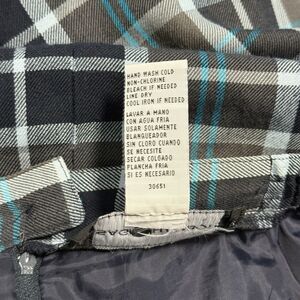 HAND WASH COLD
NON-CHLORINE
BLEACH IF NEEDED
LINE DRY
COOL IRON IF NEEDED
LAVAR A MANO
CON AGUA FRIA
USAR SOLAMENTE
BLANQUEADOR
SIN CLORO CUANDO
SE NECESITE
SECAR COLGADO
PLANCHA FRIA
SI ES NECESARIO
30651